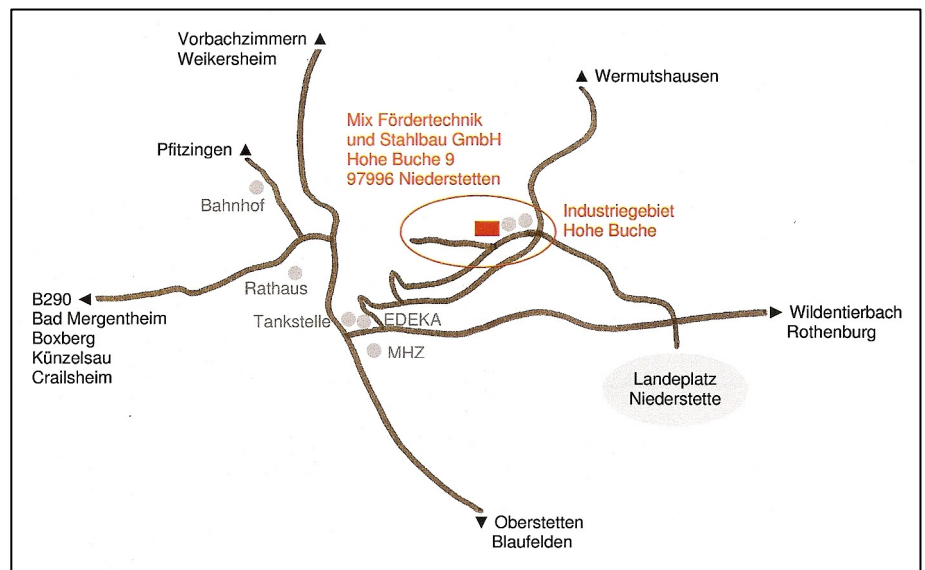 Vorbachzimmern
Weikersheim
Wermutshausen
Mix Fördertechnik
und Stahlbau GmbH
Hohe Buche 9
97996 Niederstetten
Pfitzingen
Bahnhof
Industriegebiet
Hohe Buche
Rathaus
B290
Bad Mergentheim
Boxberg
Künzelsau
Crailsheim
Tankstelle
EDEKA
MHZ
Wildentierbach
Rothenburg
Landeplatz
Niederstette
Oberstetten
Blaufelden